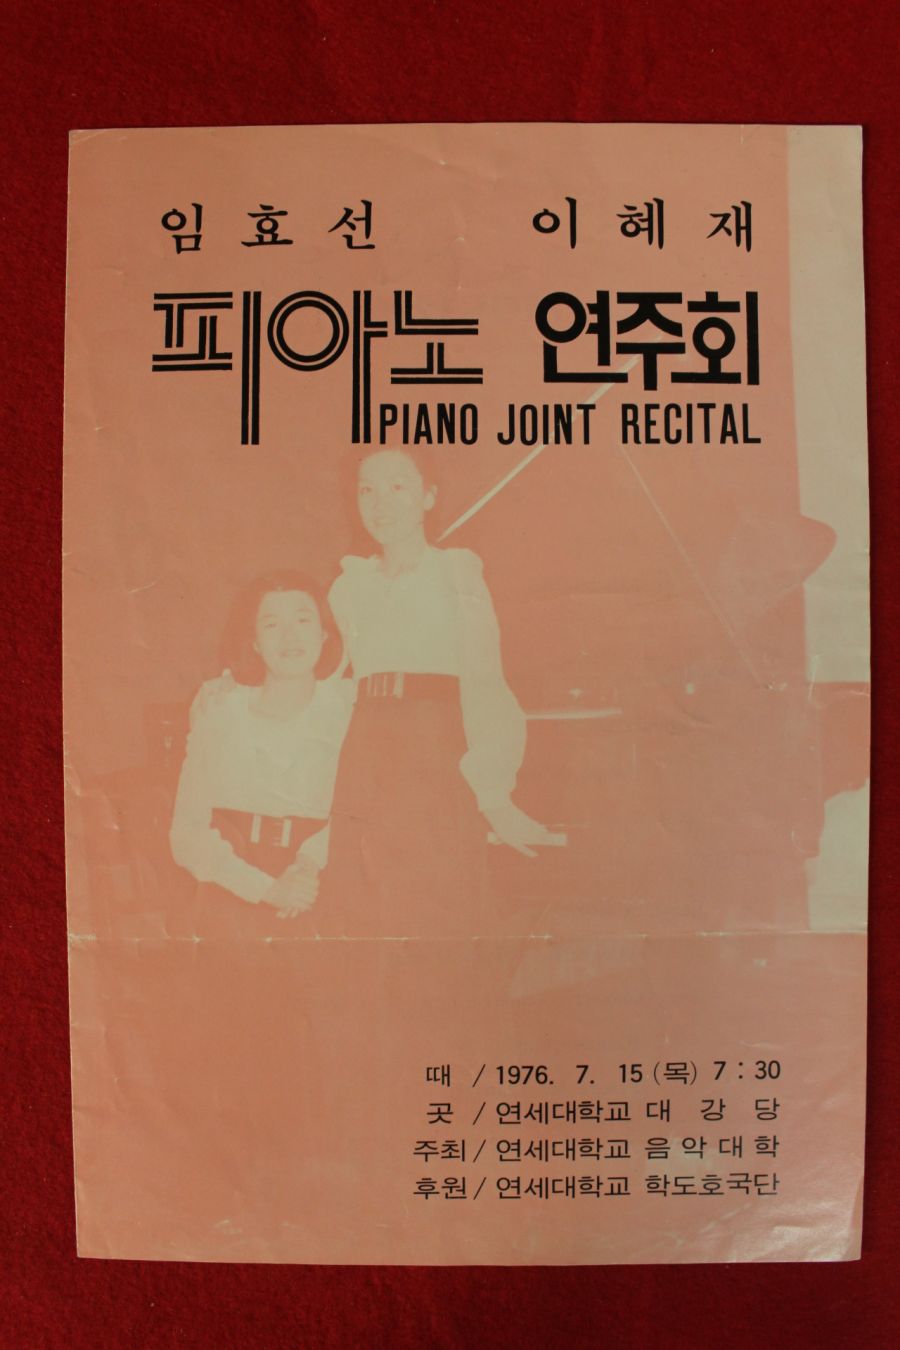 임효선 이혜재
피아노 연주회
PIANO JOINT RECITAL
때 / 1976. 7. 15 (목) 7 : 30
곳 / 연세대학교 대 강 당
주최 / 연세대학교 음악대학
후원 / 연세대학교 학도호국단